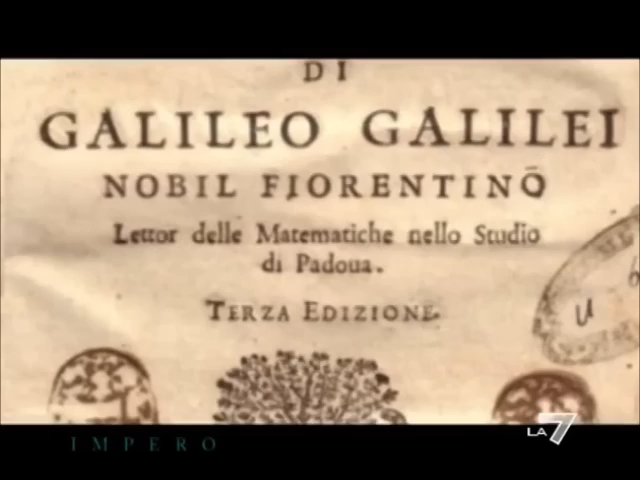 DI
GALILEO GALILEI
NOBIL FIORENTINO
Lettor delle Matematiche nello Studio
di Padoua.
TERZA EDIZIONE.
IMPERO
LA7